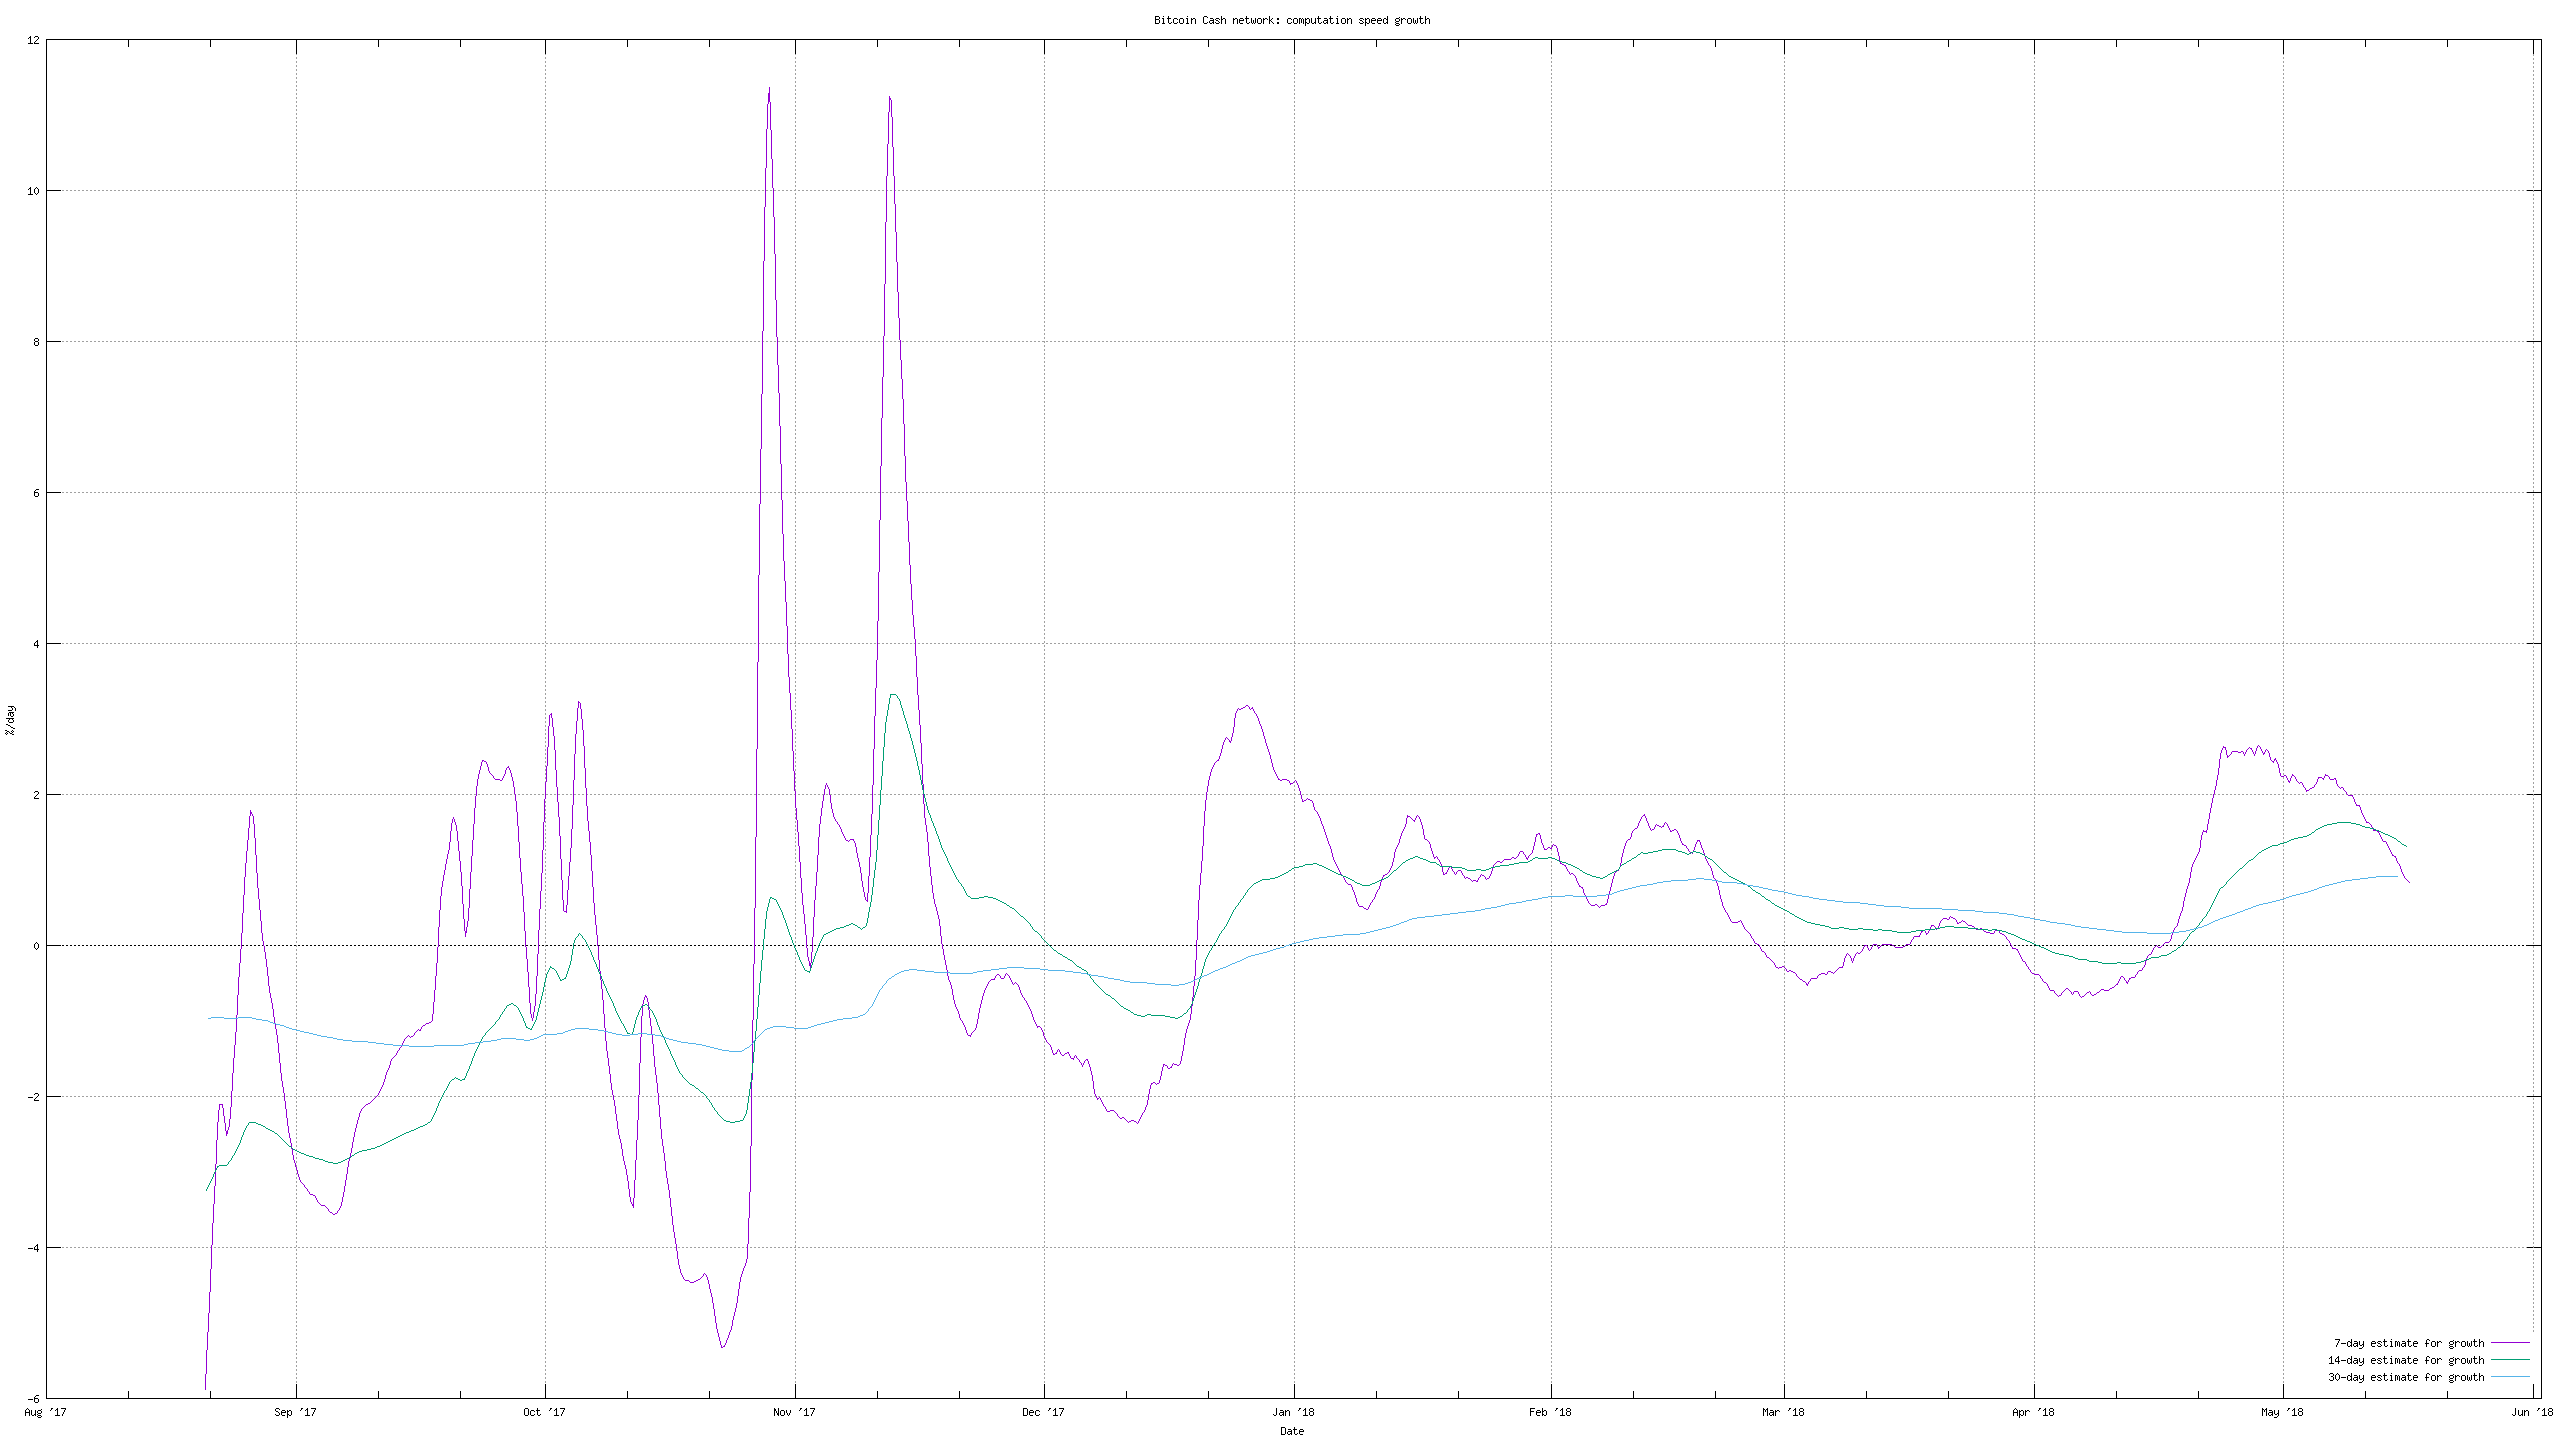 Bitcoin Cash network: computation speed growth
12
10
8
6
4
2
0
-2
-4
-6
%/day
Aug '17 Sep '17 Oct '17 Nov '17 Dec '17 Jan '18 Feb '18 Mar '18 Apr '18 May '18 Jun '18
Date
7-day estimate for growth
14-day estimate for growth
30-day estimate for growth